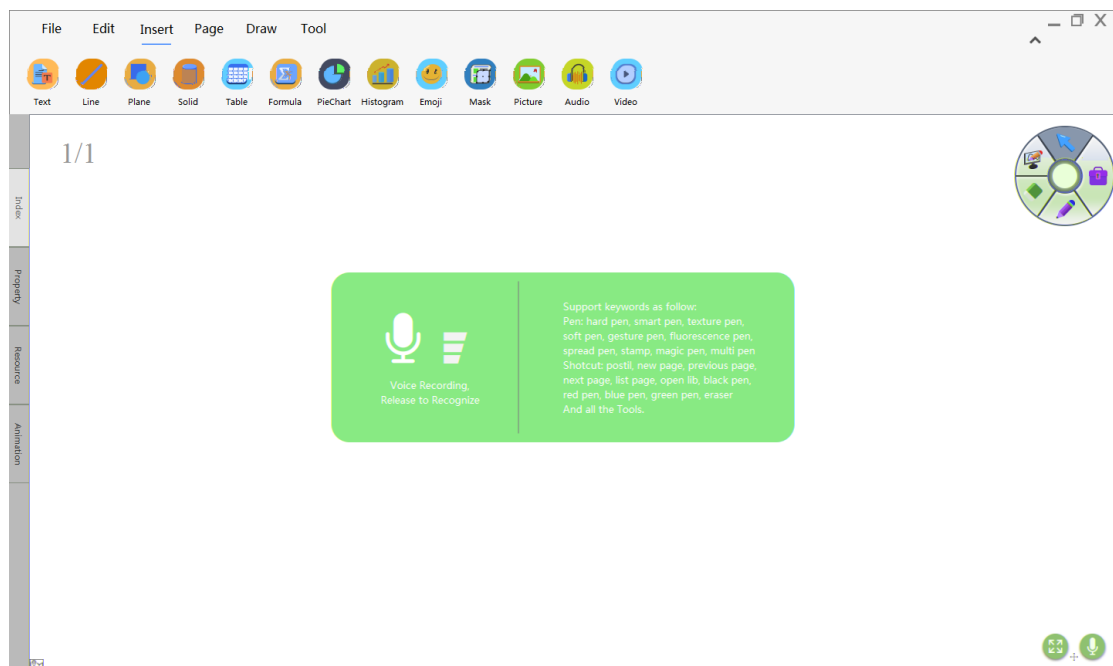 File Edit Insert Page Draw Tool
Text Line Plane Solid Table Formula PieChart Histogram Emoji Mask Picture Audio Video
1/1
Index
Property
Resource
Animation
Voice Recording,
Release to Recognize
Support keywords as follow:
Pen: hard pen, smart pen, texture pen,
soft pen, gesture pen, fluorescence pen,
spread pen, stamp, magic pen, multi pen
Shotcut: postil, new page, previous page,
next page, list page, open lib, black pen,
red pen, blue pen, green pen, eraser
And all the Tools.